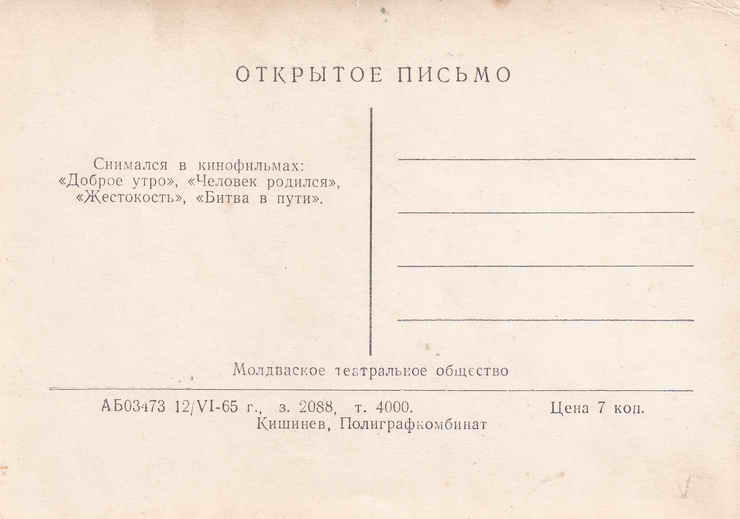 ОТКРЫТОЕ ПИСЬМО
Снимался в кинофильмах:
«Доброе утро», «Человек родился»,
«Жестокость», «Битва в пути».
Молдваское театральное общество
АБ03473 12/VI-65 г., з. 2088, т. 4000.
Цена 7 коп.
Кишинев, Полиграфкомбинат